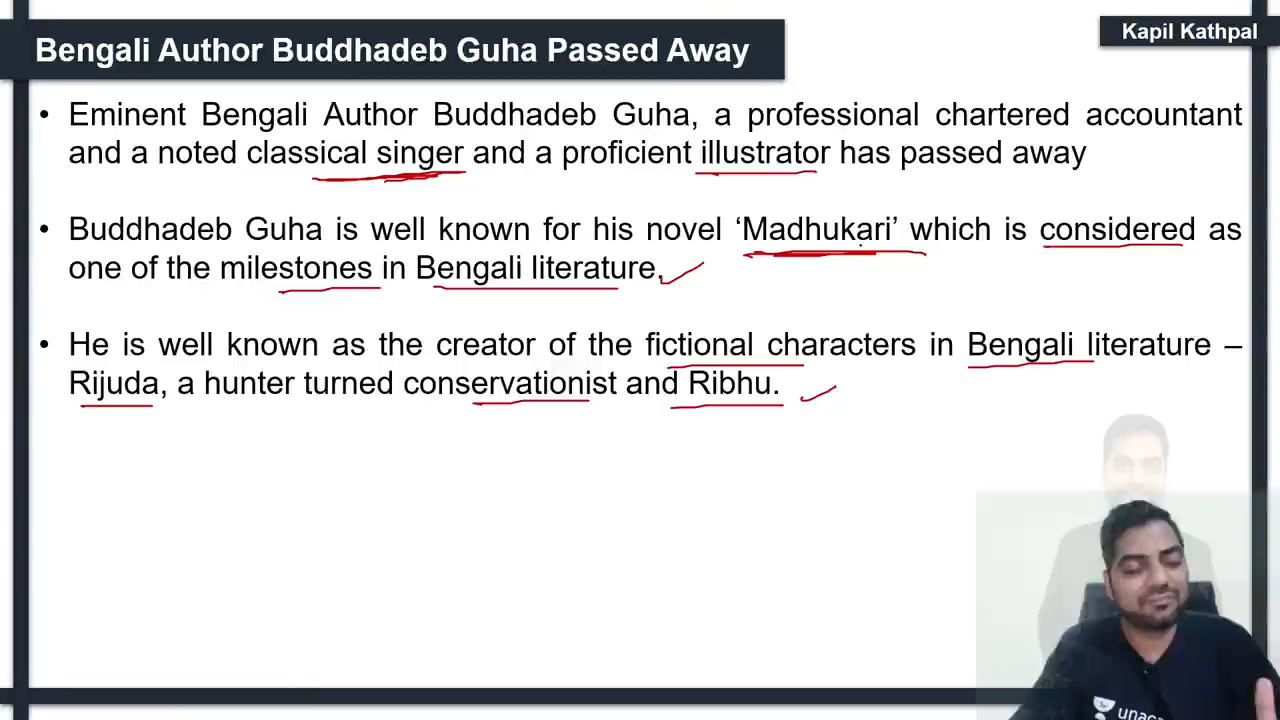 Bengali Author Buddhadeb Guha Passed Away
Kapil Kathpal
• Eminent Bengali Author Buddhadeb Guha, a professional chartered accountant
and a noted classical singer and a proficient illustrator has passed away
• Buddhadeb Guha is well known for his novel ‘Madhukari’ which is considered as
one of the milestones in Bengali literature.
• He is well known as the creator of the fictional characters in Bengali literature –
Rijuda, a hunter turned conservationist and Ribhu.